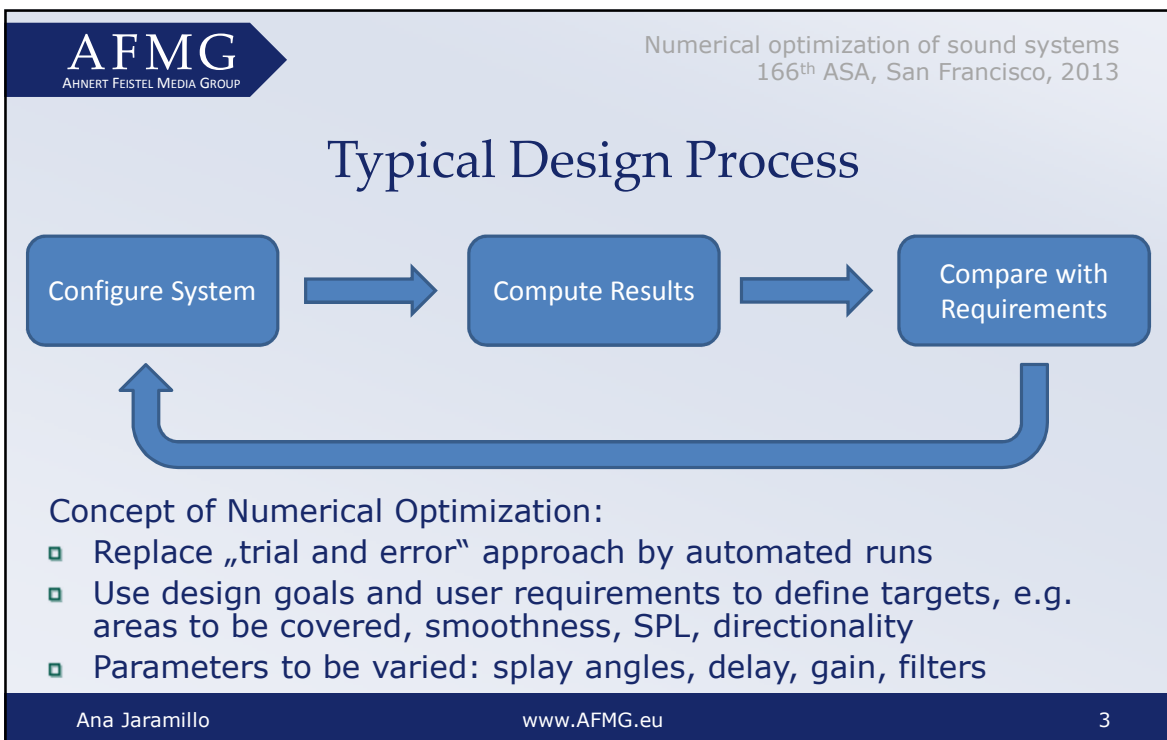 AFMG
AHNERT FEISTEL MEDIA GROUP
Numerical optimization of sound systems
166th ASA, San Francisco, 2013
Typical Design Process
Configure System
Compute Results
Compare with
Requirements
Concept of Numerical Optimization:
Replace „trial and error“ approach by automated runs
Use design goals and user requirements to define targets, e.g.
areas to be covered, smoothness, SPL, directionality
Parameters to be varied: splay angles, delay, gain, filters
Ana Jaramillo
www.AFMG.eu
3